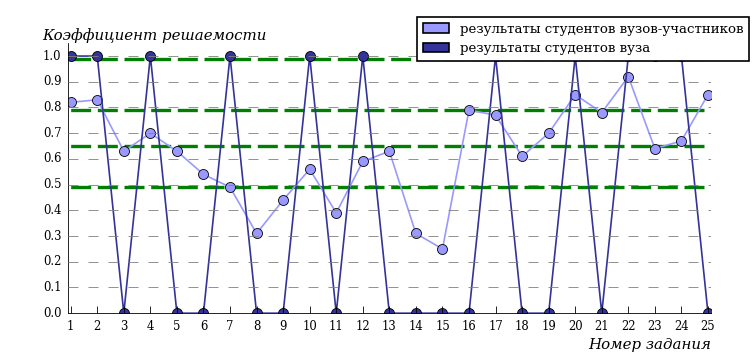 Коэффициент решаемости
результаты студентов вузов-участников
результаты студентов вуза
1.0
0.9
0.8
0.7
0.6
0.5
0.4
0.3
0.2
0.1
0.0
1 2 3 4 5 6 7 8 9 10 11 12 13 14 15 16 17 18 19 20 21 22 23 24 25
Номер задания